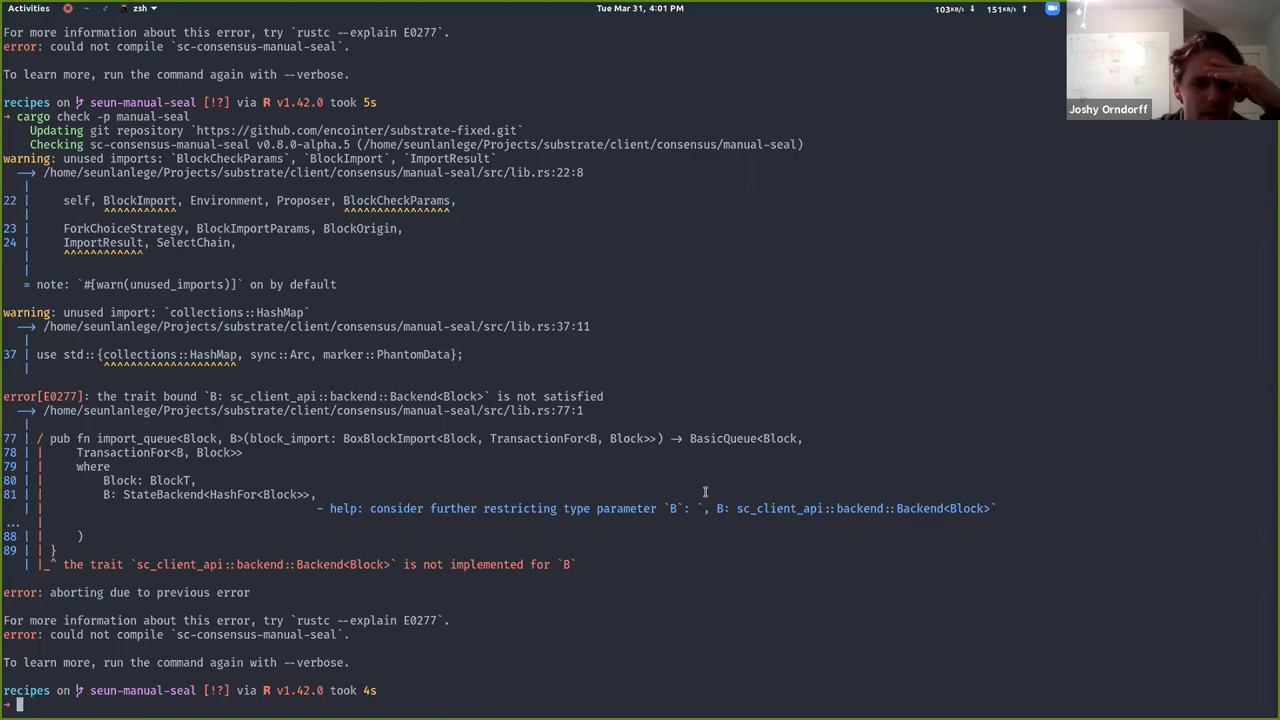 Activities
zsh
Tue Mar 31, 4:01 PM
103KB/s ↓ 151KB/s ↑
For more information about this error, try `rustc --explain E0277`.
error: could not compile `sc-consensus-manual-seal`.
To learn more, run the command again with --verbose.
recipes on seun-manual-seal [!?] via R v1.42.0 took 5s
→ cargo check -p manual-seal
Updating git repository `https://github.com/encointer/substrate-fixed.git`
Checking sc-consensus-manual-seal v0.8.0-alpha.5 (/home/seunlanlege/Projects/substrate/client/consensus/manual-seal)
warning: unused imports: `BlockCheckParams`, `BlockImport`, `ImportResult`
--> /home/seunlanlege/Projects/substrate/client/consensus/manual-seal/src/lib.rs:22:8
|
22 | self, BlockImport, Environment, Proposer, BlockCheckParams,
| ^^^^^^^^^^^ ^^^^^^^^^^^^^^^^
23 | ForkChoiceStrategy, BlockImportParams, BlockOrigin,
24 | ImportResult, SelectChain,
| ^^^^^^^^^^^^
|
= note: `#[warn(unused_imports)]` on by default
warning: unused import: `collections::HashMap`
--> /home/seunlanlege/Projects/substrate/client/consensus/manual-seal/src/lib.rs:37:11
|
37 | use std::{collections::HashMap, sync::Arc, marker::PhantomData};
| ^^^^^^^^^^^^^^^^^^^^
error[E0277]: the trait bound `B: sc_client_api::backend::Backend<Block>` is not satisfied
--> /home/seunlanlege/Projects/substrate/client/consensus/manual-seal/src/lib.rs:77:1
|
77 | / pub fn import_queue<Block, B>(block_import: BoxBlockImport<Block, TransactionFor<B, Block>>) -> BasicQueue<Block,
78 | | TransactionFor<B, Block>>
79 | | where
80 | | Block: BlockT,
81 | | B: StateBackend<HashFor<Block>>,
| | - help: consider further restricting type parameter `B`: `, B: sc_client_api::backend::Backend<Block>`
... |
88 | | )
89 | | }
| |_^ the trait `sc_client_api::backend::Backend<Block>` is not implemented for `B`
error: aborting due to previous error
For more information about this error, try `rustc --explain E0277`.
error: could not compile `sc-consensus-manual-seal`.
To learn more, run the command again with --verbose.
recipes on seun-manual-seal [!?] via R v1.42.0 took 4s
→
Joshy Orndorff